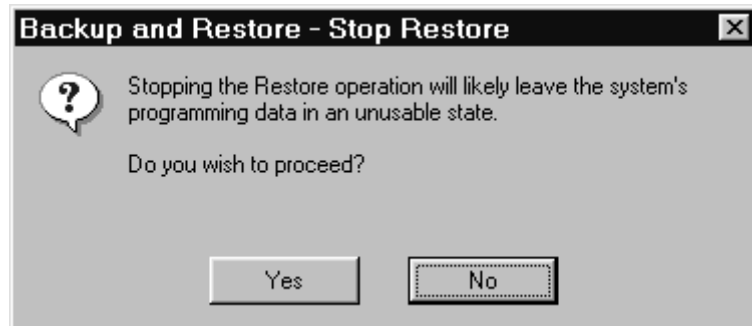 Backup and Restore - Stop Restore
Stopping the Restore operation will likely leave the system's
programming data in an unusable state.
Do you wish to proceed?
Yes
No